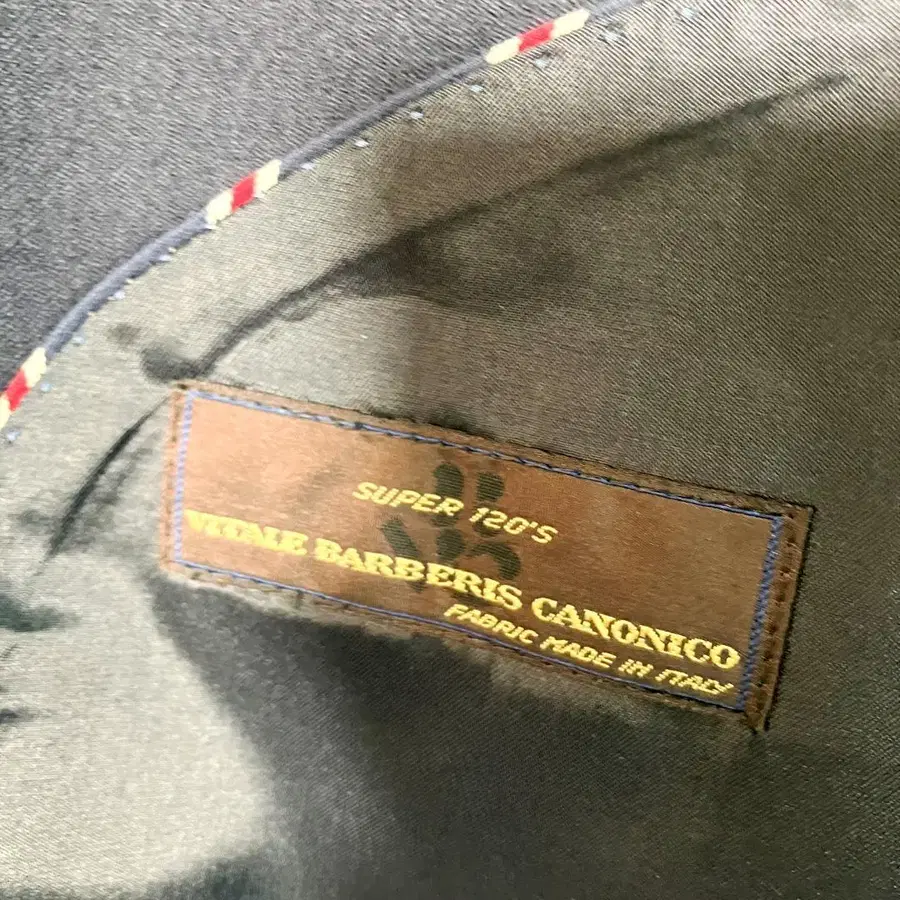 SUPER 120'S
VITALE BARBERIS CANONICO
FABRIC MADE IN ITALY